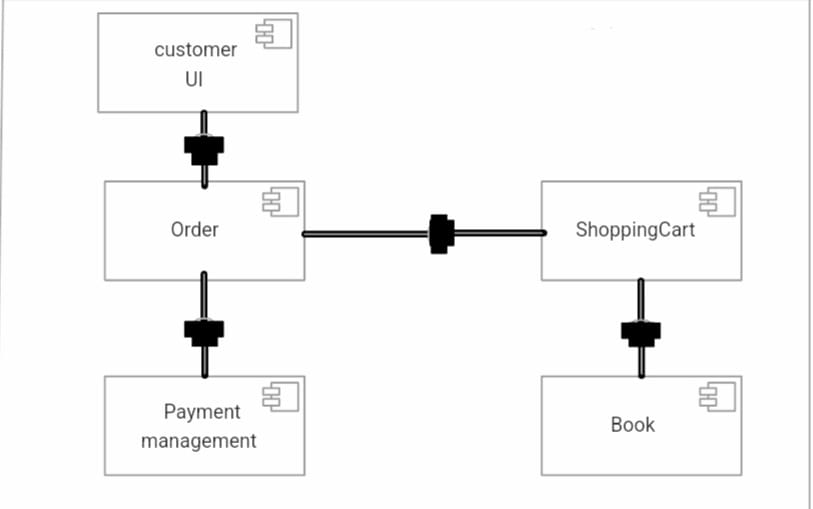 customer
UI
Order
ShoppingCart
Payment
management
Book